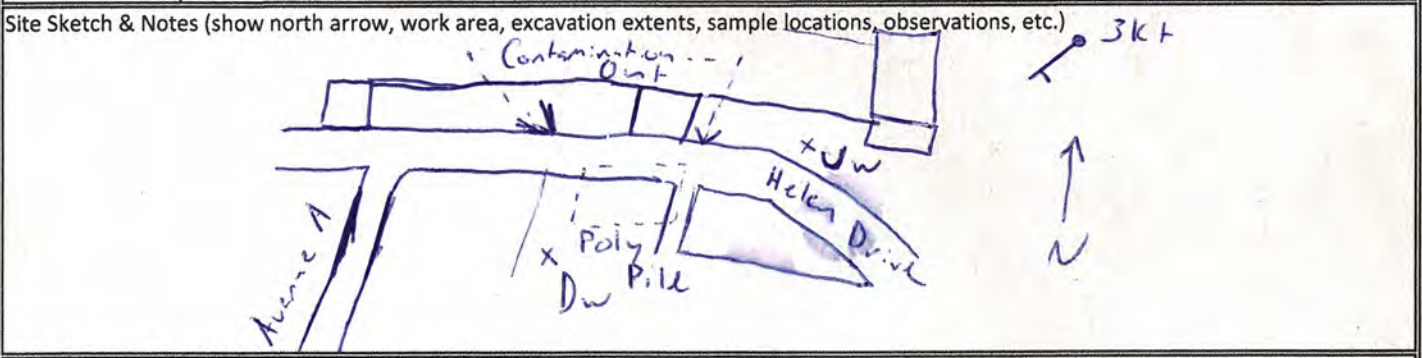 Site Sketch & Notes (show north arrow, work area, excavation extents, sample locations, observations, etc.)
3kt
Contamination
Out
x Uw
Helen Drive
Avenue A
Poly
Pile
x
Dw
N